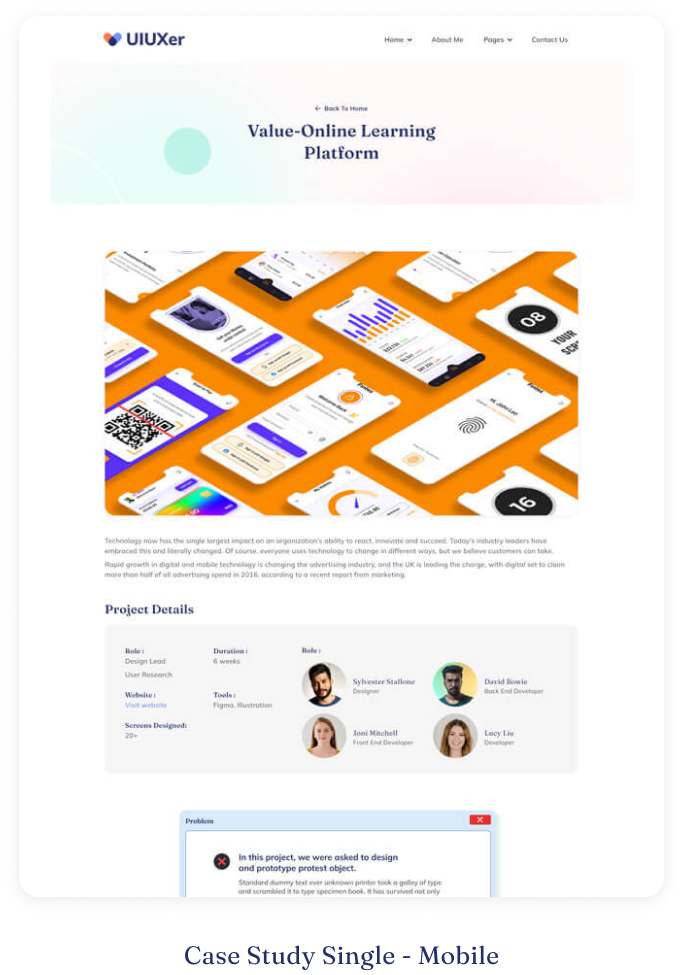 UIUXer
Home
About Me
Pages
Contact Us
Back To Home
Value-Online Learning
Platform
08
YOUR
Welcome Back
Hi, John Leo
16
Technology now has the single largest impact on an organization's ability to react, innovate and succeed. Today's industry leaders have
embraced this and literally changed. Of course, everyone uses technology to change in different ways, but we believe customers can take.
Rapid growth in digital and mobile technology is changing the advertising industry, and the UK is leading the charge, with digital set to claim
more than half of all advertising spend in 2016, according to a recent report from marketing.
Project Details
Role :
Design Lead
User Research
Duration :
6 weeks
Website :
Visit website
Tools :
Figma, Illustration
Screens Designed:
20+
Role :
Sylvester Stallone
Designer
David Bowie
Back End Developer
Joni Mitchell
Front End Developer
Lucy Liu
Developer
Problem
In this project, we were asked to design
and prototype protest object.
Standard dummy text ever unknown printer took a galley of type
and scrambled it to type specimen book. It has survived not only
Case Study Single - Mobile